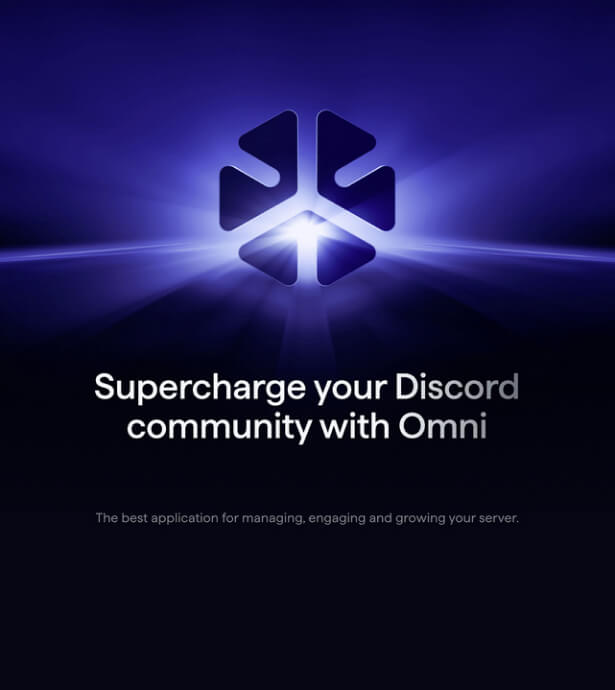 Supercharge your Discord
community with Omni
The best application for managing, engaging and growing your server.